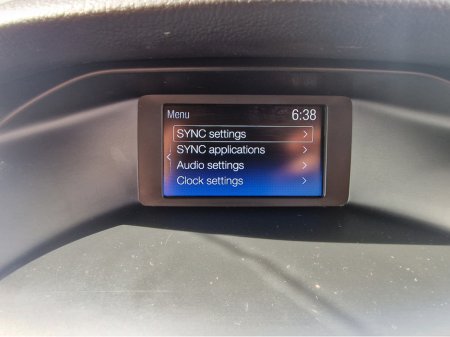 Menu 6:38
SYNC settings
SYNC applications
Audio settings
Clock settings